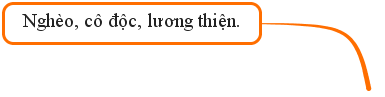 Nghèo, cô độc, lương thiện.